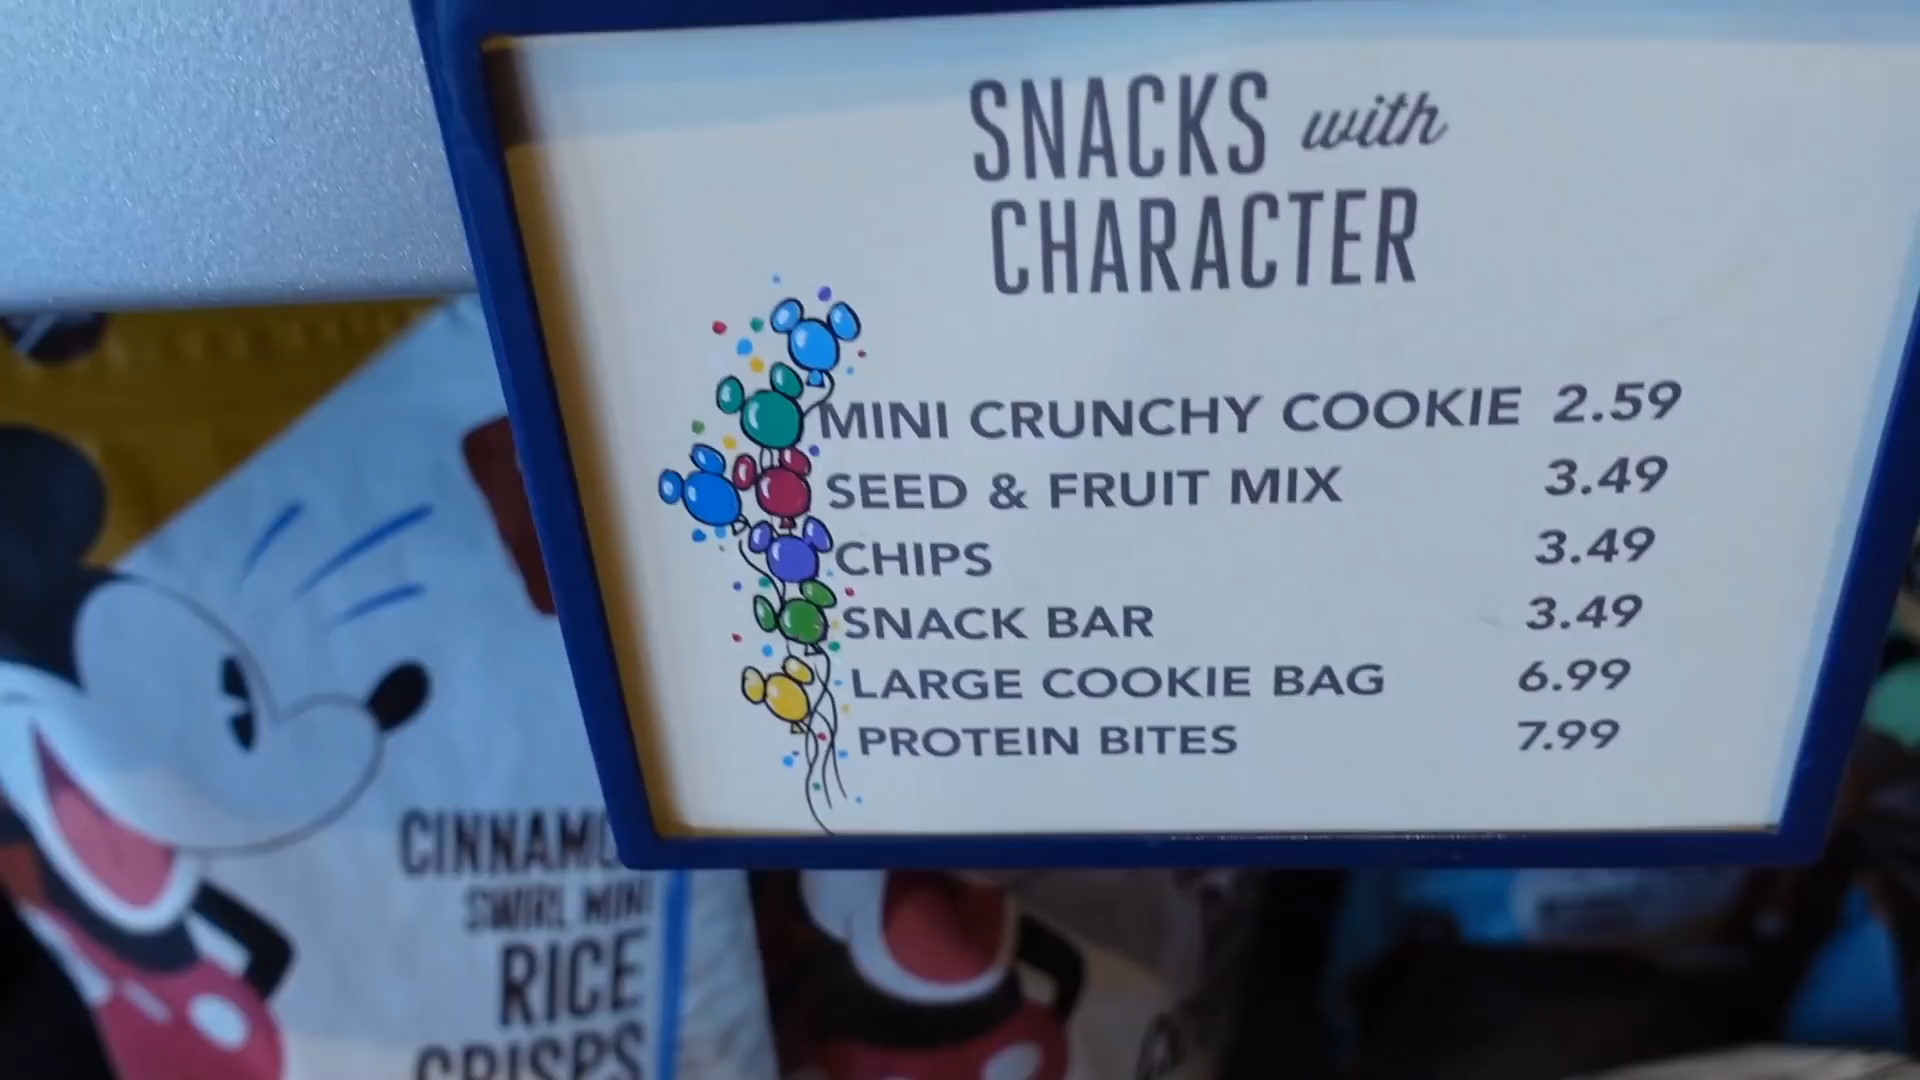 SNACKS with
CHARACTER
MINI CRUNCHY COOKIE 2.59
SEED & FRUIT MIX 3.49
CHIPS 3.49
SNACK BAR 3.49
LARGE COOKIE BAG 6.99
PROTEIN BITES 7.99
SWIRL MINI
RICE
CRISPS